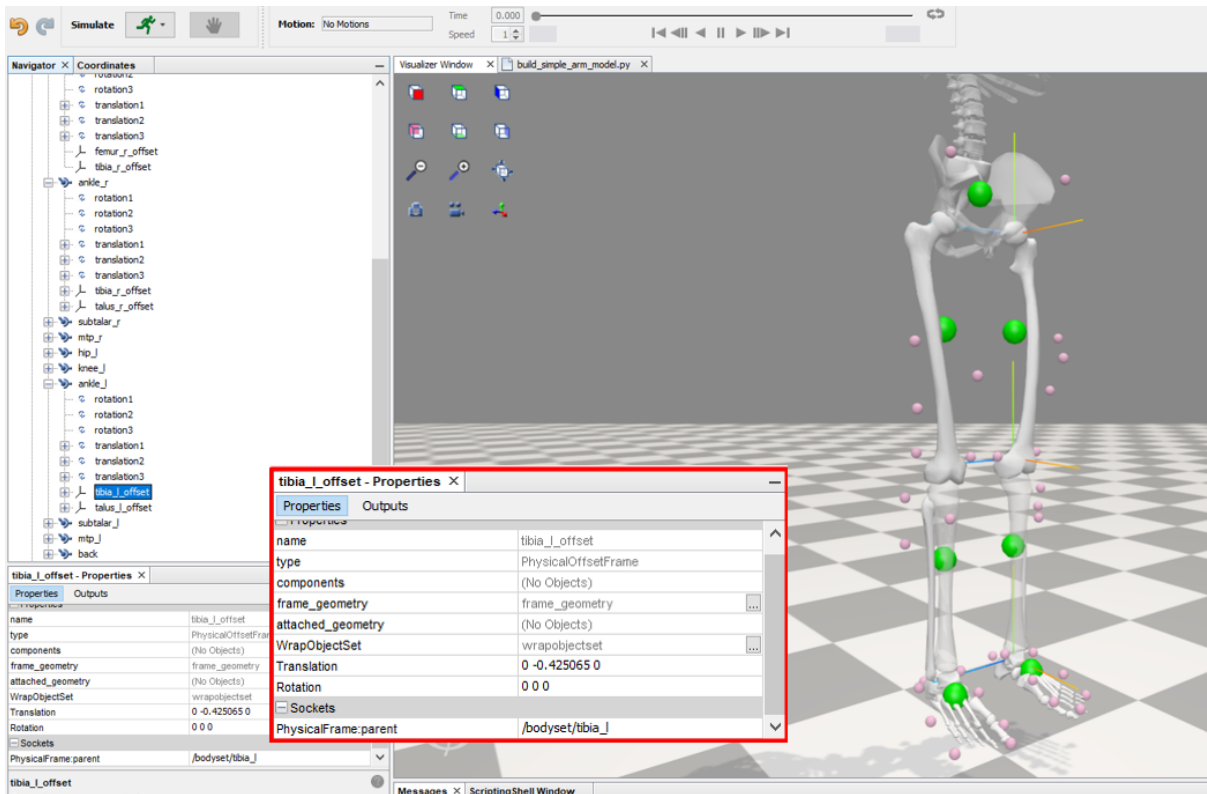 Simulate
Motion: No Motions
Time 0.000
Speed 1
Navigator × Coordinates
rotation2
rotation3
translation1
translation2
translation3
femur_r_offset
tibia_r_offset
ankle_r
rotation1
rotation2
rotation3
translation1
translation2
translation3
tibia_r_offset
talus_r_offset
subtalar_r
mtp_r
hip_l
knee_l
ankle_l
rotation1
rotation2
rotation3
translation1
translation2
translation3
tibia_l_offset
talus_l_offset
subtalar_l
mtp_l
back
tibia_l_offset - Properties ×
Properties Outputs
Properties
name tibia_l_offset
type PhysicalOffsetFra
components (No Objects)
frame_geometry frame_geometry
attached_geometry (No Objects)
WrapObjectSet wrapobjectset
Translation 0 -0.425065 0
Rotation 0 0 0
Sockets
PhysicalFrame:parent /bodyset/tibia_l
tibia_l_offset
Visualizer Window × build_simple_arm_model.py ×
tibia_l_offset - Properties ×
Properties Outputs
Properties
name tibia_l_offset
type PhysicalOffsetFrame
components (No Objects)
frame_geometry frame_geometry ...
attached_geometry (No Objects)
WrapObjectSet wrapobjectset ...
Translation 0 -0.425065 0
Rotation 0 0 0
Sockets
PhysicalFrame:parent /bodyset/tibia_l
Messages × ScriptingShell Window